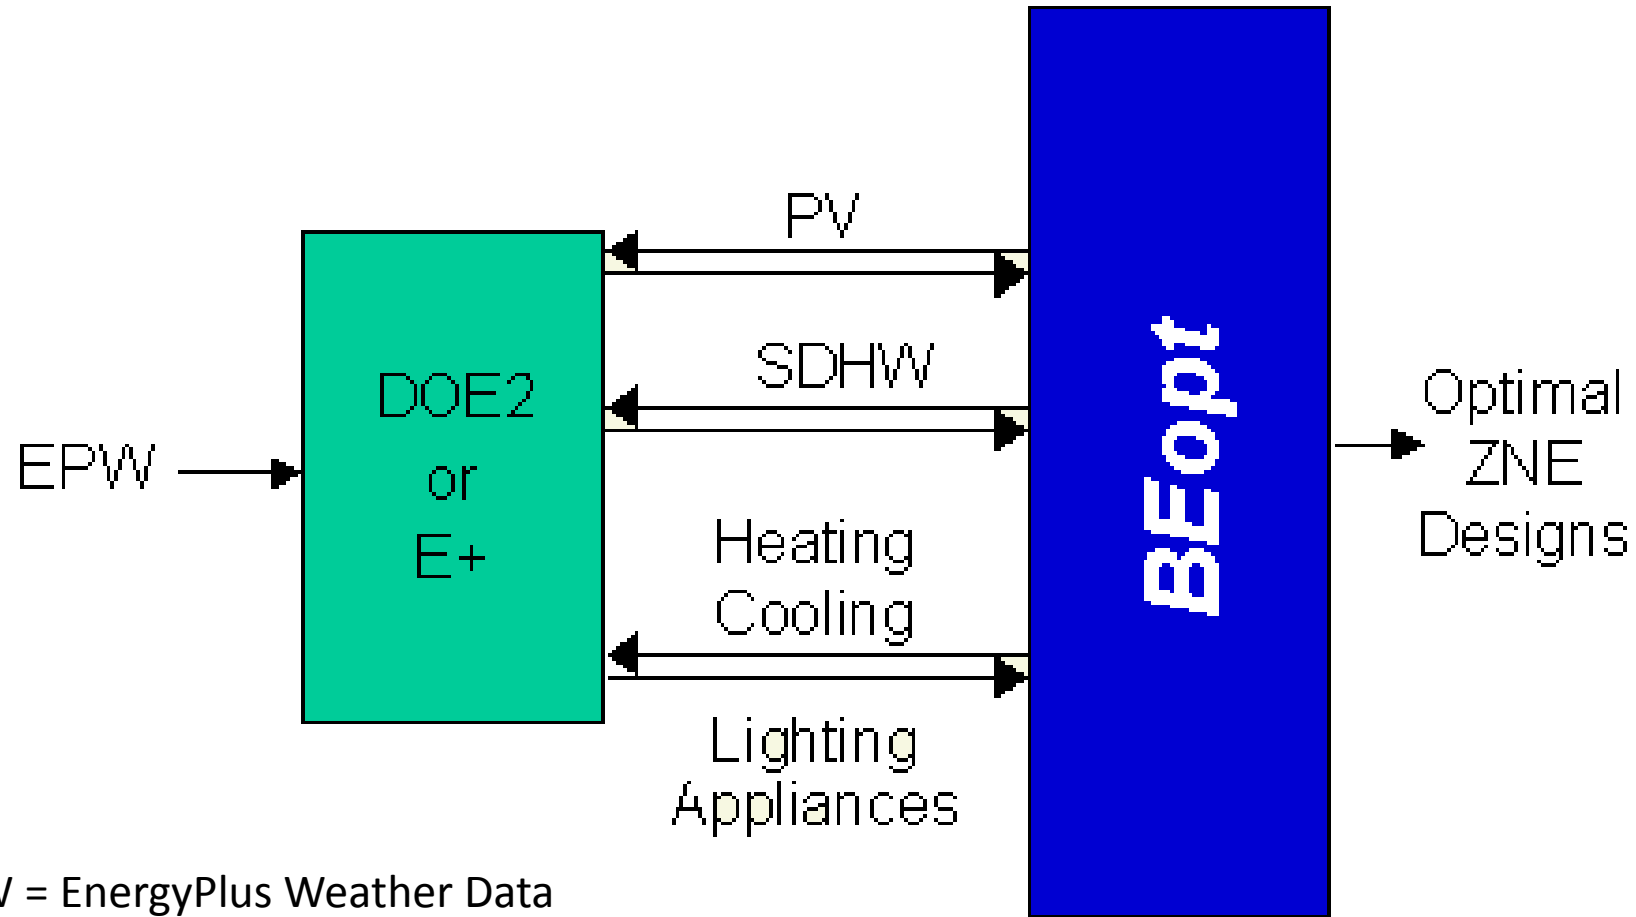 PV
SDHW
DOE2
or
E+
EPW
Heating
Cooling
Lighting
Appliances
BEopt
Optimal
ZNE
Designs
= EnergyPlus Weather Data